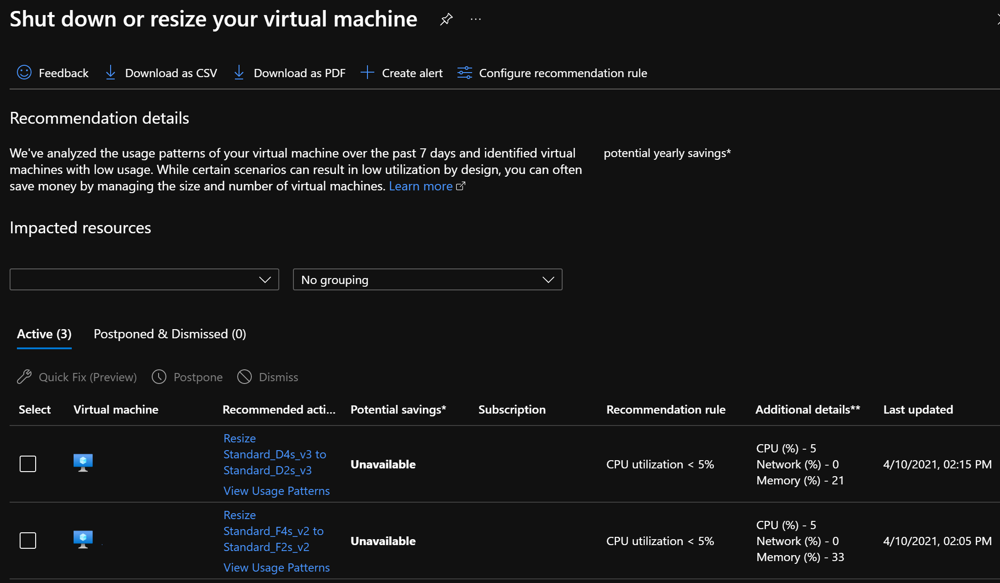 Shut down or resize your virtual machine
Feedback
Download as CSV
Download as PDF
Create alert
Configure recommendation rule
Recommendation details
We've analyzed the usage patterns of your virtual machine over the past 7 days and identified virtual
machines with low usage. While certain scenarios can result in low utilization by design, you can often
save money by managing the size and number of virtual machines. Learn more
potential yearly savings*
Impacted resources
No grouping
Active (3)
Postponed & Dismissed (0)
Quick Fix (Preview)
Postpone
Dismiss
Select
Virtual machine
Recommended acti...
Potential savings*
Subscription
Recommendation rule
Additional details**
Last updated
Resize
Standard_D4s_v3 to
Standard_D2s_v3
View Usage Patterns
Unavailable
CPU utilization < 5%
CPU (%) - 5
Network (%) - 0
Memory (%) - 21
4/10/2021, 02:15 PM
Resize
Standard_F4s_v2 to
Standard_F2s_v2
View Usage Patterns
Unavailable
CPU utilization < 5%
CPU (%) - 5
Network (%) - 0
Memory (%) - 33
4/10/2021, 02:05 PM